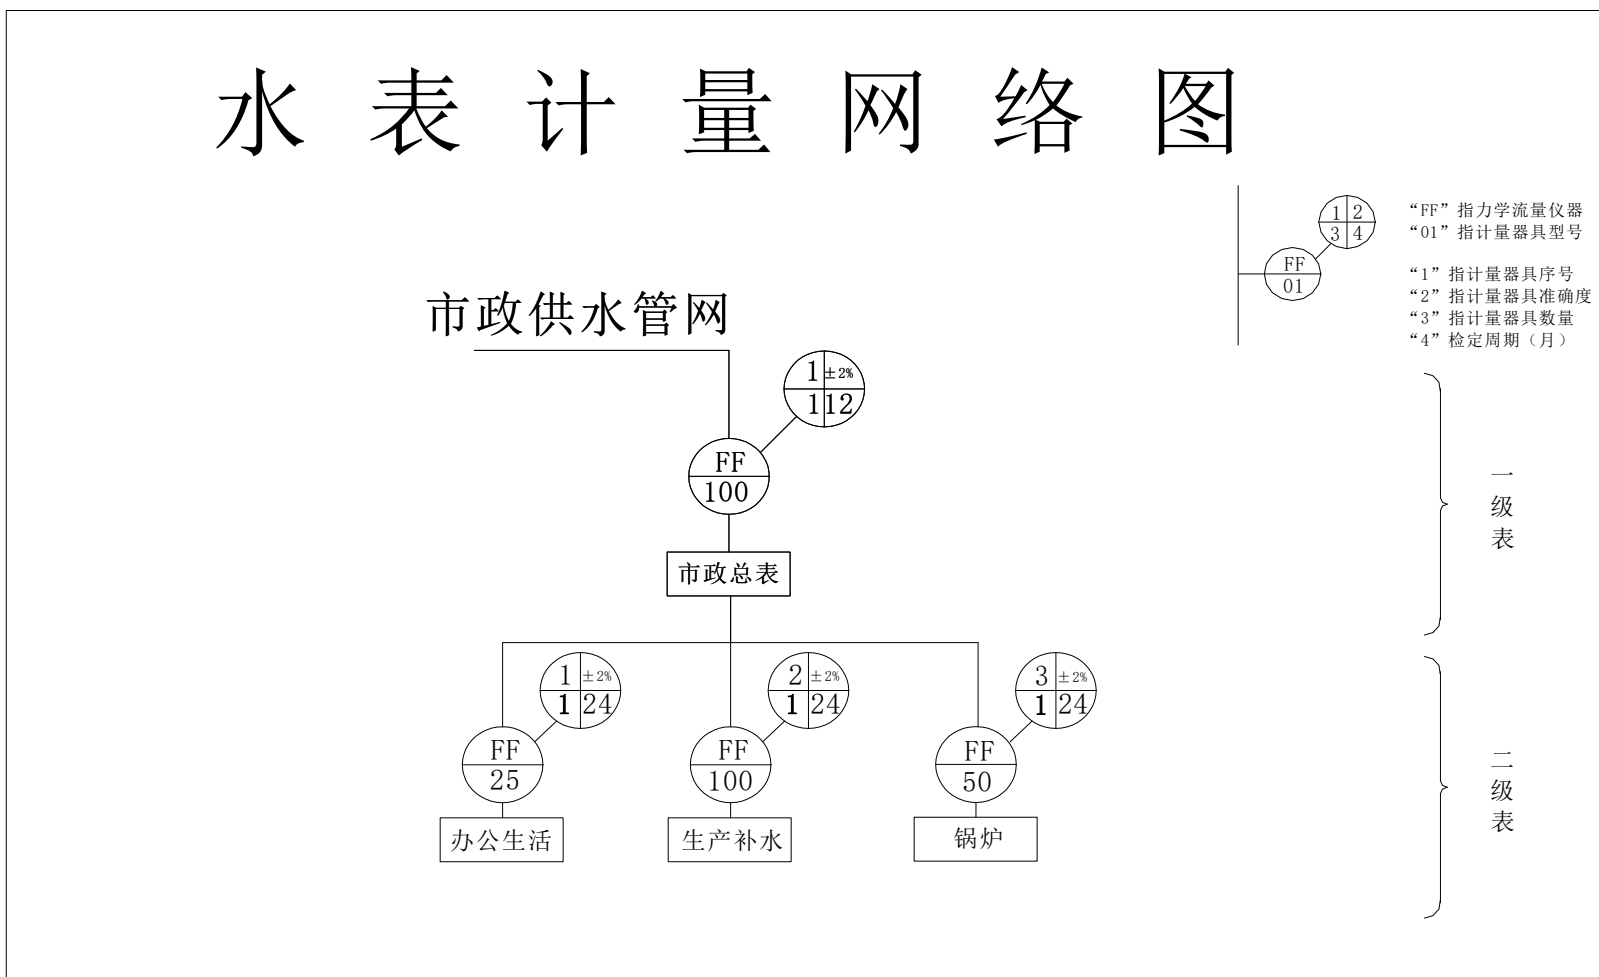 水表计量网络图
1 2
3 4
FF
01
“FF”指力学流量仪器
“01”指计量器具型号
“1”指计量器具序号
“2”指计量器具准确度
“3”指计量器具数量
“4”检定周期（月）
市政供水管网
1 ±2%
1 12
FF
100
市政总表
一级表
1 ±2%
1 24
2 ±2%
1 24
3 ±2%
1 24
FF
25
FF
100
FF
50
办公生活
生产补水
锅炉
二级表